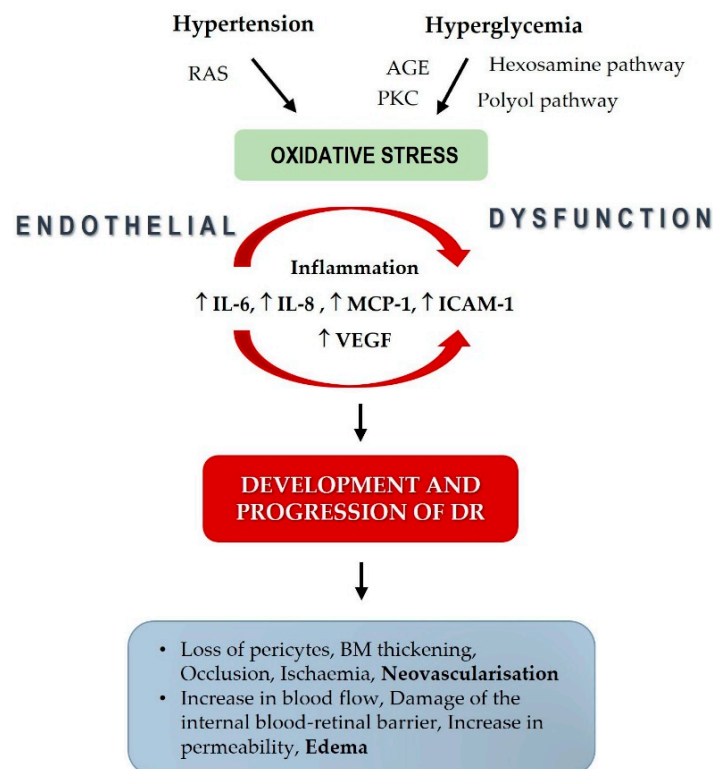 Hypertension
Hyperglycemia
RAS
AGE
Hexosamine pathway
PKC
Polyol pathway
OXIDATIVE STRESS
ENDOTHELIAL
DYSFUNCTION
Inflammation
↑ IL-6, ↑ IL-8 , ↑ MCP-1, ↑ ICAM-1
↑ VEGF
DEVELOPMENT AND
PROGRESSION OF DR
• Loss of pericytes, BM thickening,
Occlusion, Ischaemia, Neovascularisation
• Increase in blood flow, Damage of the
internal blood-retinal barrier, Increase in
permeability, Edema